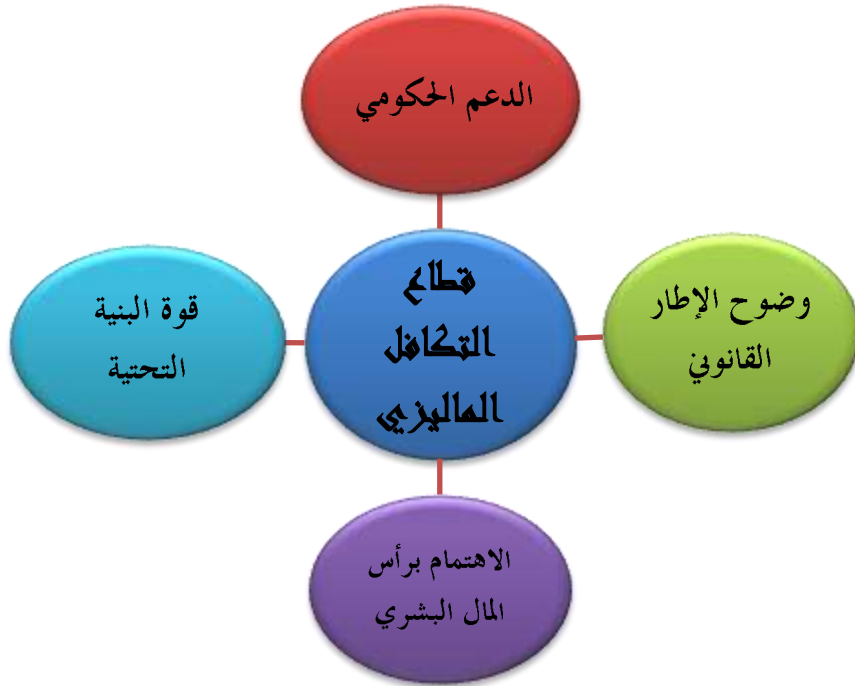 الدعم الحكومي
وضوح الإطار
القانوني
قطاع
التكافل
الماليزي
قوة البنية
التحتية
الاهتمام برأس
المال البشري